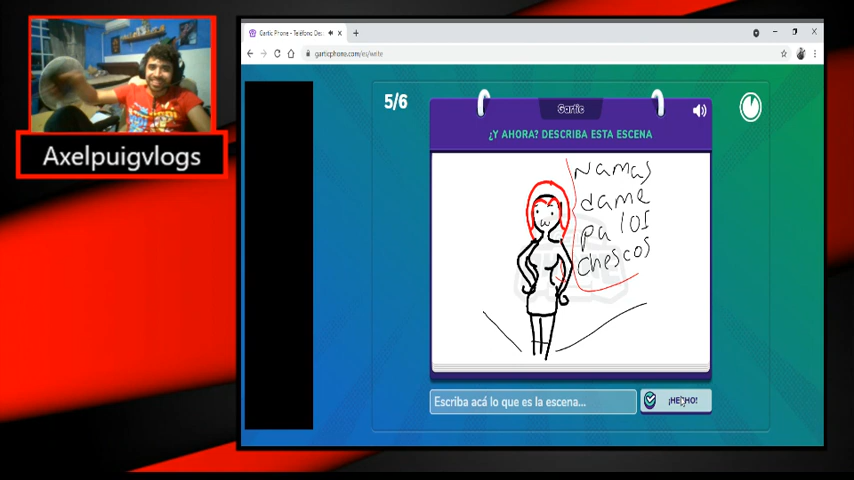 Gartic Phone - Teléfono Des
garticphone.com/es/write
5/6
Gartic
¿Y AHORA? DESCRIBA ESTA ESCENA
Namas
dame
pa los
chescos
Escriba acá lo que es la escena...
¡HECHO!
Axelpuigvlogs